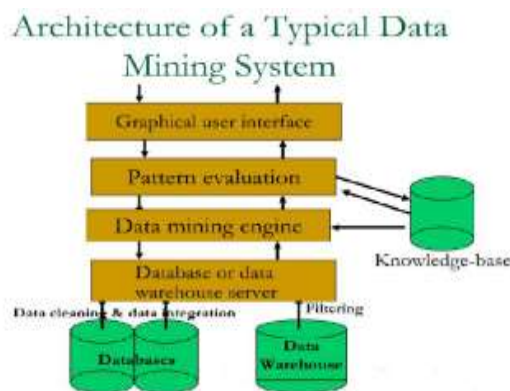 Architecture of a Typical Data
Mining System
Graphical user interface
Pattern evaluation
Data mining engine
Knowledge-base
Database or data
warehouse server
Data cleaning & data integration
Filtering
Databases
Data
Warehouse